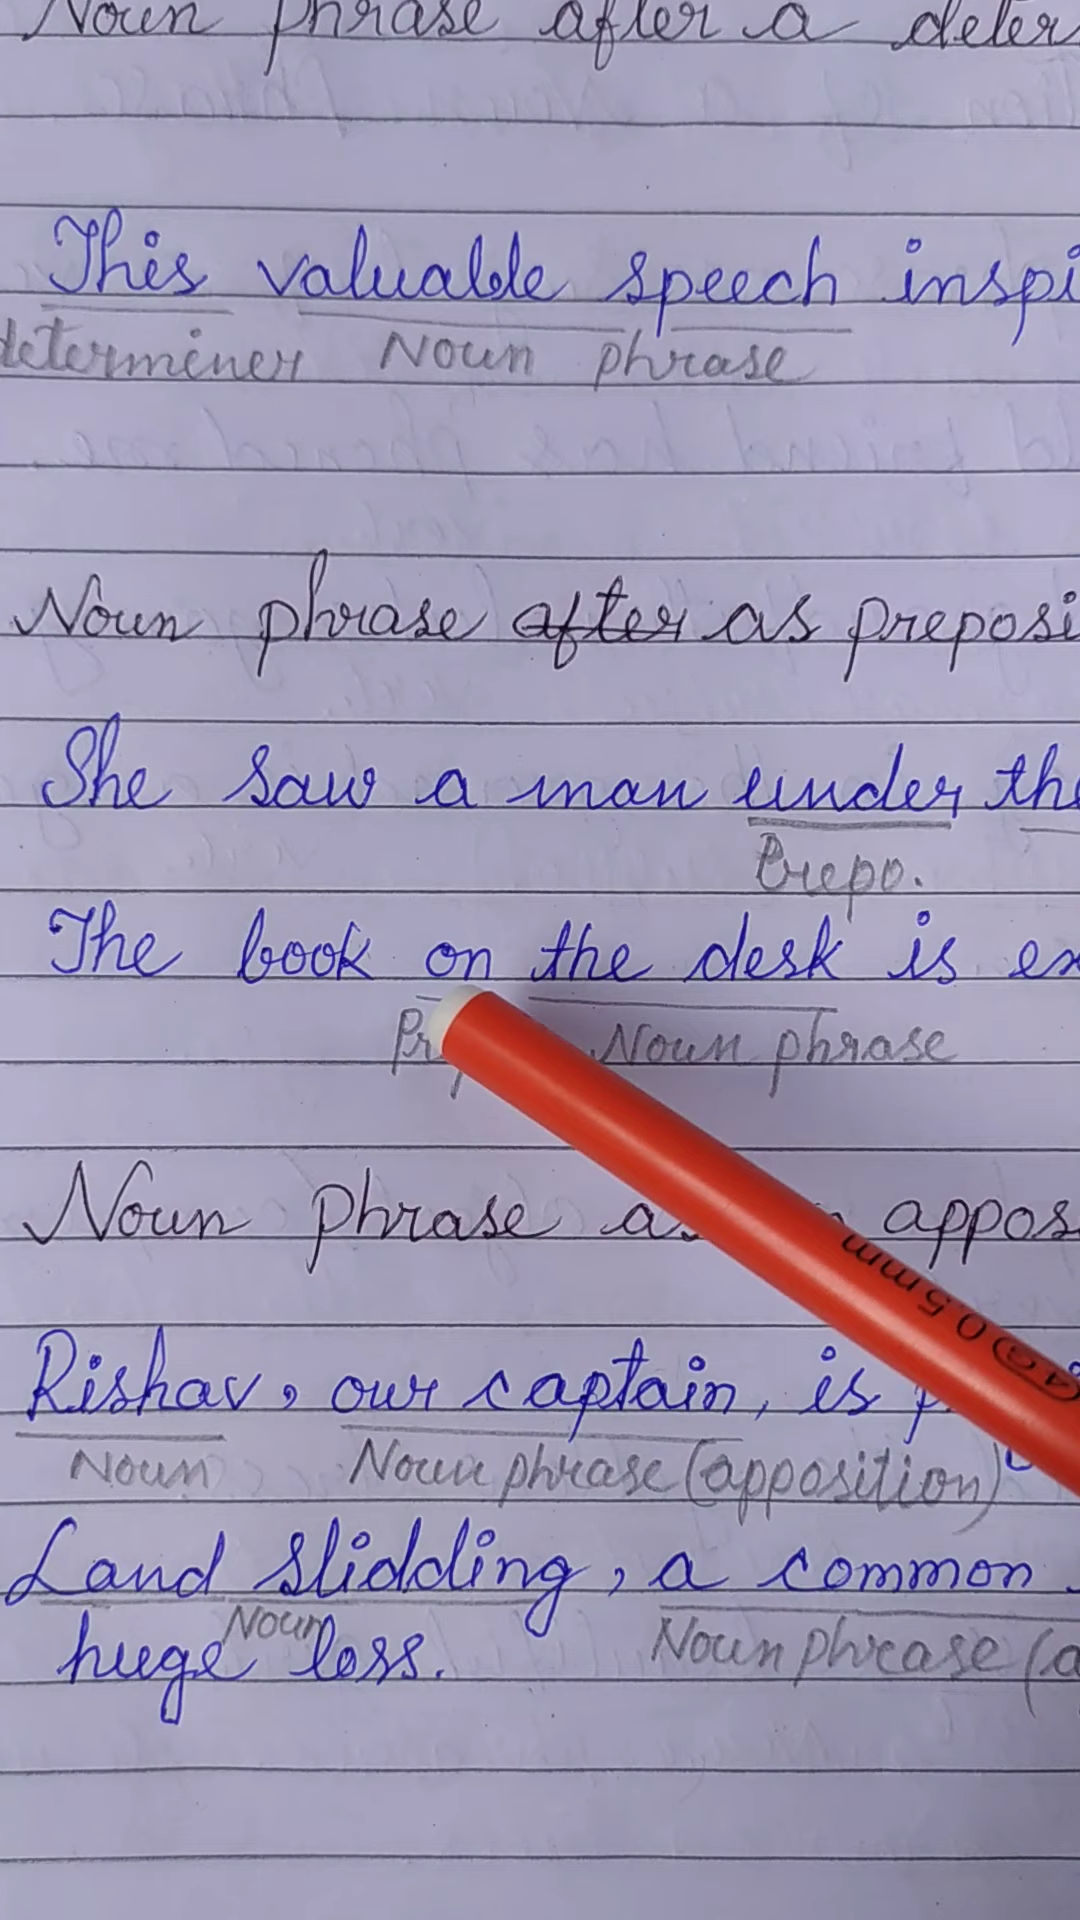 Noun phrase after a deter
This valuable speech inspi
determiner Noun phrase
Noun phrase after as preposi
She saw a man under the
Prepo.
The book on the desk is ex
Noun phrase
Noun phrase appos
Rishav, our captain, is
Noun Noun phrase (apposition)
Land slidding, a common
Noun Noun phrase (a
huge loss.
0.5mm